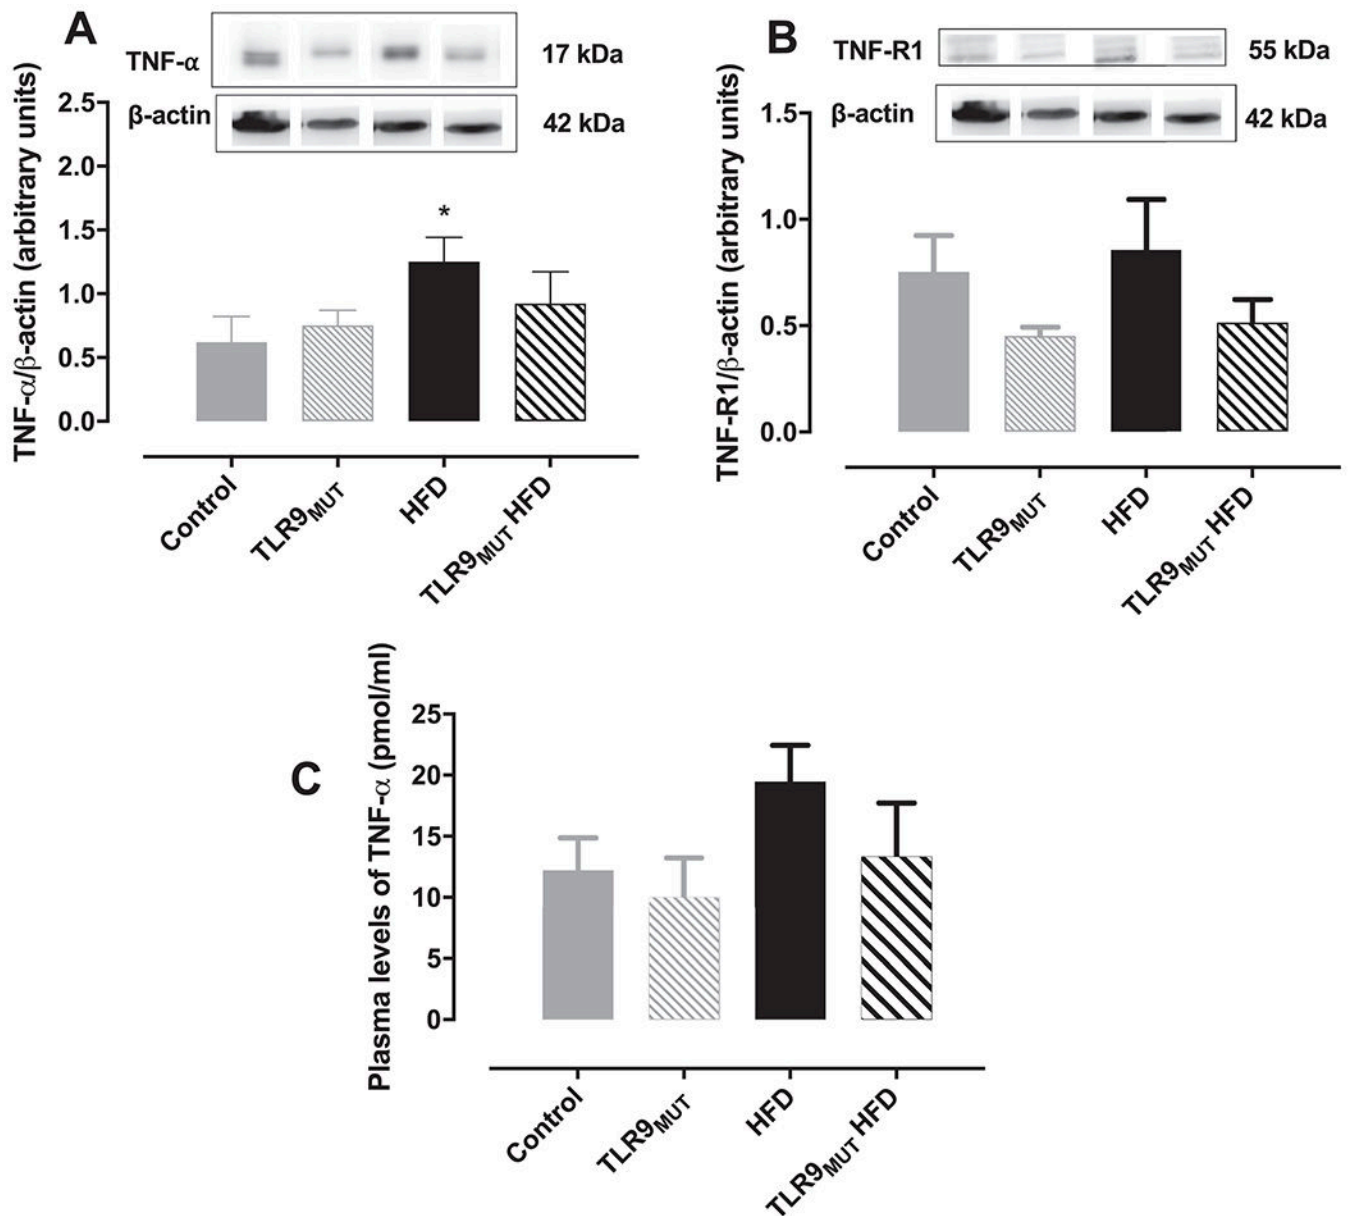 A
TNF-α
17 kDa
β-actin
42 kDa
TNF-α/β-actin (arbitrary units)
2.5
2.0
1.5
1.0
0.5
0.0
*
Control
TLR9MUT
HFD
TLR9MUT HFD
B
TNF-R1
55 kDa
β-actin
42 kDa
TNF-R1/β-actin (arbitrary units)
1.5
1.0
0.5
0.0
Control
TLR9MUT
HFD
TLR9MUT HFD
C
Plasma levels of TNF-α (pmol/ml)
25
20
15
10
5
0
Control
TLR9MUT
HFD
TLR9MUT HFD